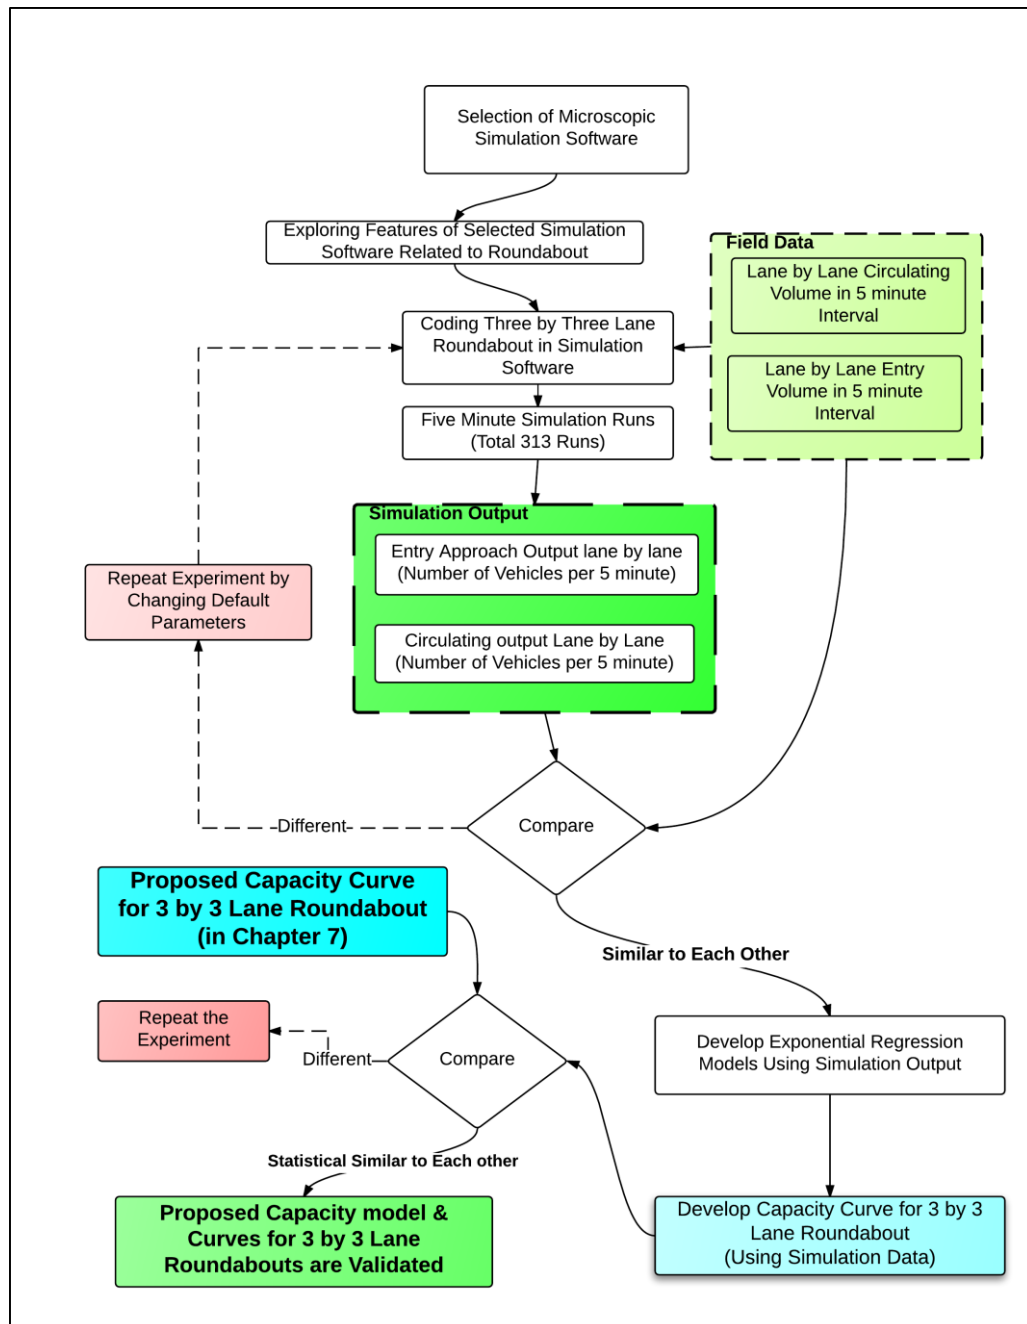 Selection of Microscopic
Simulation Software
Exploring Features of Selected Simulation
Software Related to Roundabout
Field Data
Lane by Lane Circulating
Volume in 5 minute
Interval
Lane by Lane Entry
Volume in 5 minute
Interval
Coding Three by Three Lane
Roundabout in Simulation
Software
Five Minute Simulation Runs
(Total 313 Runs)
Simulation Output
Entry Approach Output lane by lane
(Number of Vehicles per 5 minute)
Circulating output Lane by Lane
(Number of Vehicles per 5 minute)
Repeat Experiment by
Changing Default
Parameters
Different
Compare
Proposed Capacity Curve
for 3 by 3 Lane Roundabout
(in Chapter 7)
Similar to Each Other
Repeat the
Experiment
Different
Compare
Develop Exponential Regression
Models Using Simulation Output
Statistical Similar to Each other
Proposed Capacity model &
Curves for 3 by 3 Lane
Roundabouts are Validated
Develop Capacity Curve for 3 by 3
Lane Roundabout
(Using Simulation Data)